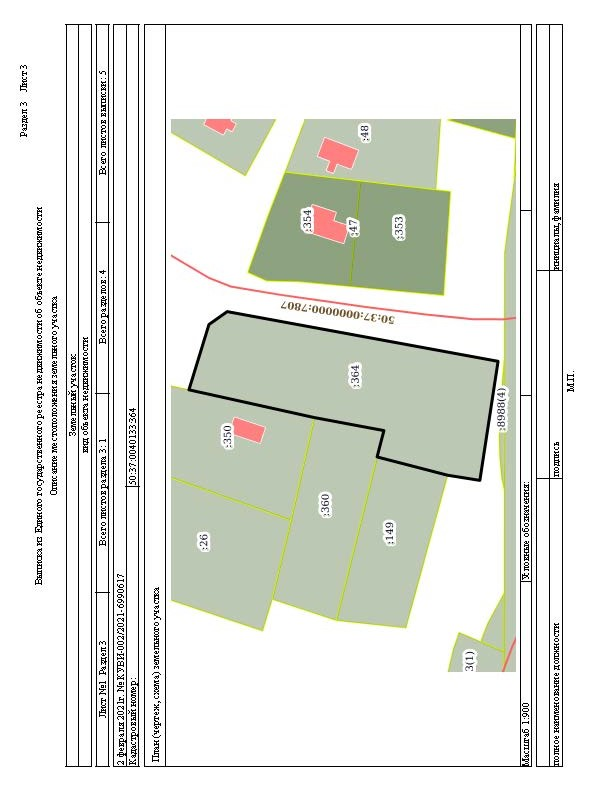 Раздел 3 Лист 3
Выписка из Единого государственного реестра недвижимости об объекте недвижимости
Описание местоположения земельного участка
Земельный участок
вид объекта недвижимости
Лист №1 Раздел 3 Всего листов раздела 3: 1 Всего разделов: 4 Всего листов выписки: 5
2 февраля 2021г. № КУВИ-002/2021-6990617
Кадастровый номер: 50:37:0040133:364
План (чертеж, схема) земельного участка
:48
:354
:47
:353
50:37:0000000:7807
:364
:8988(4)
:350
:360
:26
:149
3(1)
Масштаб 1:900 Условные обозначения:
полное наименование должности подпись инициалы, фамилия
М.П.